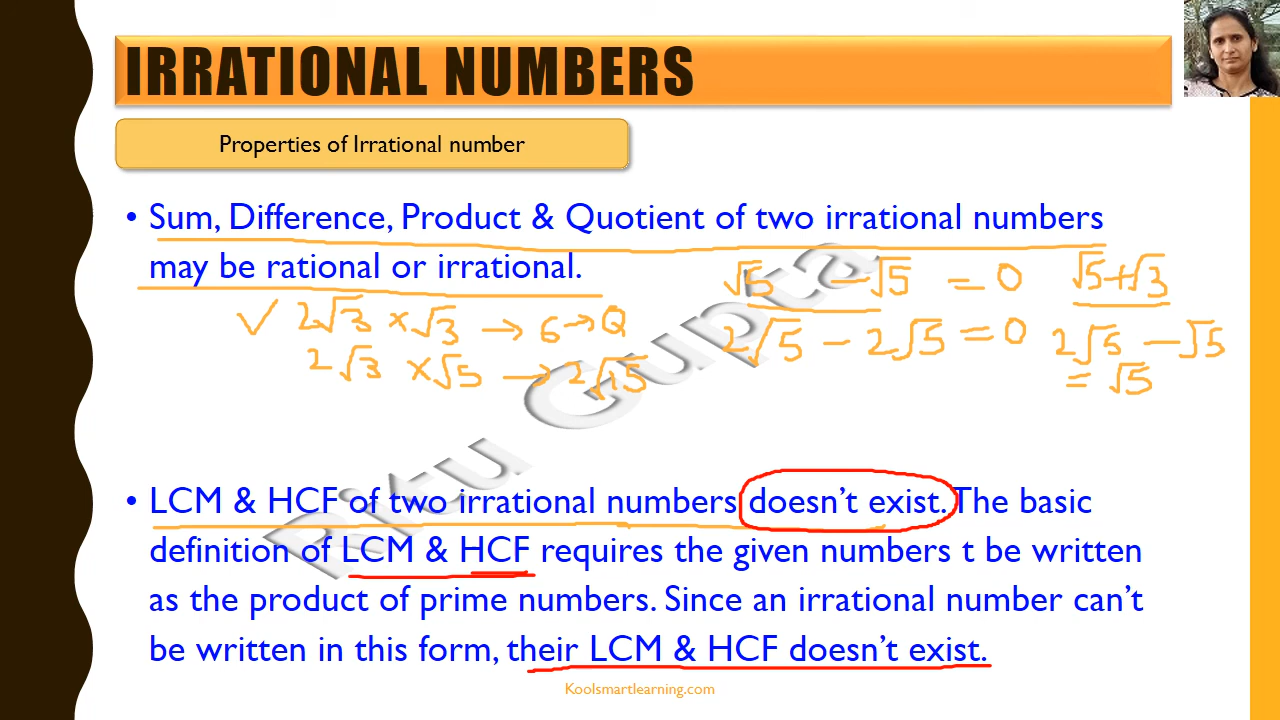 IRRATIONAL NUMBERS
Properties of Irrational number
• Sum, Difference, Product & Quotient of two irrational numbers
may be rational or irrational.
√5 - √5 = 0
√5+√3
✓ 2√3 × √3 → 6 → Q
2√5 - 2√5 = 0
2√5 - √5
2√3 × √5 → 2√15
= √5
Ritu Gupta
• LCM & HCF of two irrational numbers doesn't exist. The basic
definition of LCM & HCF requires the given numbers t be written
as the product of prime numbers. Since an irrational number can't
be written in this form, their LCM & HCF doesn't exist.
Koolsmartlearning.com